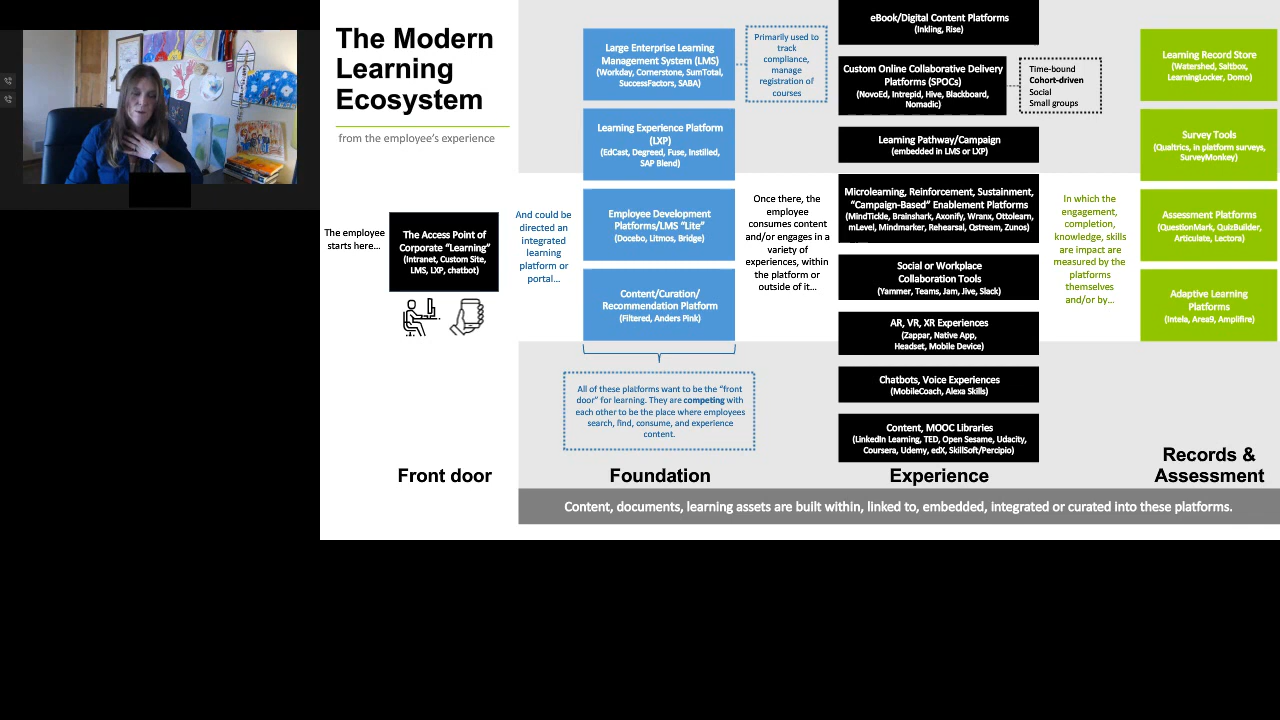 The Modern
Learning
Ecosystem
from the employee's experience
The employee
starts here...
The Access Point of
Corporate "Learning"
(Intranet, Custom Site,
LMS, LXP, chatbot)
Front door
And could be
directed an
integrated
learning
platform or
portal...
Large Enterprise Learning
Management System (LMS)
(Workday, Cornerstone, SumTotal,
SuccessFactors, SABA)
Primarily used to
track
compliance,
manage
registration of
courses
Learning Experience Platform
(LXP)
(EdCast, Degreed, Fuse, Instilled,
SAP Blend)
Employee Development
Platforms/LMS "Lite"
(Docebo, Litmos, Bridge)
Content/Curation/
Recommendation Platform
(Filtered, Anders Pink)
All of these platforms want to be the "front
door" for learning. They are competing with
each other to be the place where employees
search, find, consume, and experience
content.
Foundation
Once there, the
employee
consumes content
and/or engages in a
variety of
experiences, within
the platform or
outside of it...
eBook/Digital Content Platforms
(Inkling, Rise)
Custom Online Collaborative Delivery
Platforms (SPOCs)
(NovoEd, Intrepid, Hive, Blackboard,
Nomadic)
Time-bound
Cohort-driven
Social
Small groups
Learning Pathway/Campaign
(embedded in LMS or LXP)
Microlearning, Reinforcement, Sustainment,
"Campaign-Based" Enablement Platforms
(MindTickle, Brainshark, Axonify, Wranx, Ottolearn,
mLevel, Mindmarker, Rehearsal, Qstream, Zunos)
Social or Workplace
Collaboration Tools
(Yammer, Teams, Jam, Jive, Slack)
AR, VR, XR Experiences
(Zappar, Native App,
Headset, Mobile Device)
Chatbots, Voice Experiences
(MobileCoach, Alexa Skills)
Content, MOOC Libraries
(LinkedIn Learning, TED, Open Sesame, Udacity,
Coursera, Udemy, edX, SkillSoft/Percipio)
Experience
In which the
engagement,
completion,
knowledge, skills
are impact are
measured by the
platforms
themselves
and/or by...
Learning Record Store
(Watershed, Saltbox,
LearningLocker, Domo)
Survey Tools
(Qualtrics, in platform surveys,
SurveyMonkey)
Assessment Platforms
(QuestionMark, QuizBuilder,
Articulate, Lectora)
Adaptive Learning
Platforms
(Intela, Area9, Amplifire)
Records &
Assessment
Content, documents, learning assets are built within, linked to, embedded, integrated or curated into these platforms.